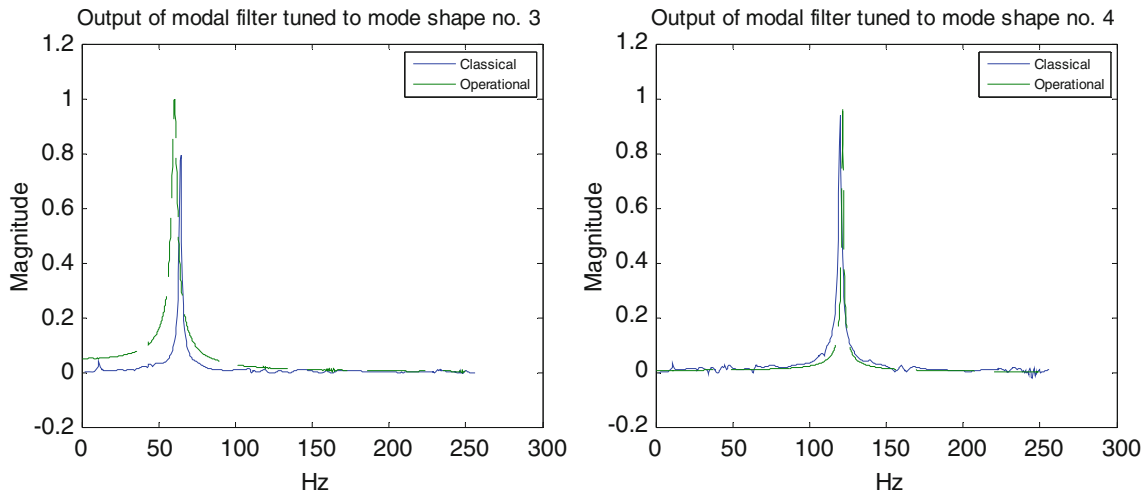 Output of modal filter tuned to mode shape no. 3
1.2
1
0.8
0.6
0.4
0.2
0
-0.2
Magnitude
0 50 100 150 200 250 300
Hz
Classical
Operational
Output of modal filter tuned to mode shape no. 4
1.2
1
0.8
0.6
0.4
0.2
0
-0.2
Magnitude
0 50 100 150 200 250 300
Hz
Classical
Operational